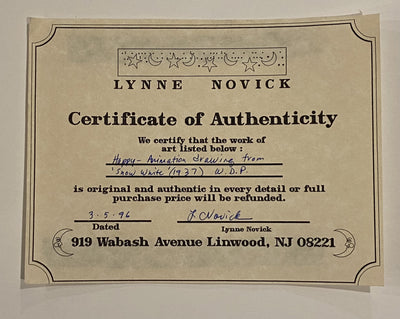 LYNNE NOVICK
Certificate of Authenticity
We certify that the work of
art listed below :
Happy - Animation drawing from
"Snow White" (1937) W.D.P.
is original and authentic in every detail or full
purchase price will be refunded.
3.5.96 L Novick
Dated Lynne Novick
919 Wabash Avenue Linwood, NJ 08221